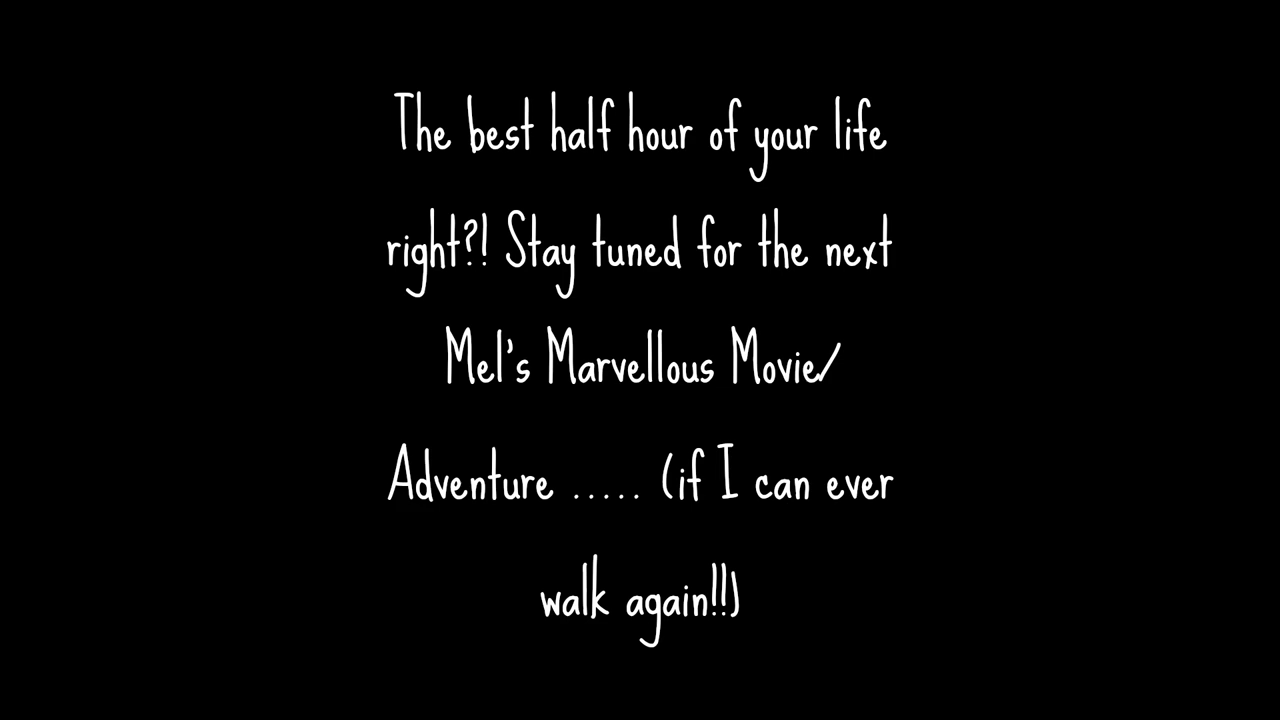 The best half hour of your life
right?! Stay tuned for the next
Mel's Marvellous Movie/
Adventure ..... (if I can ever
walk again!!)